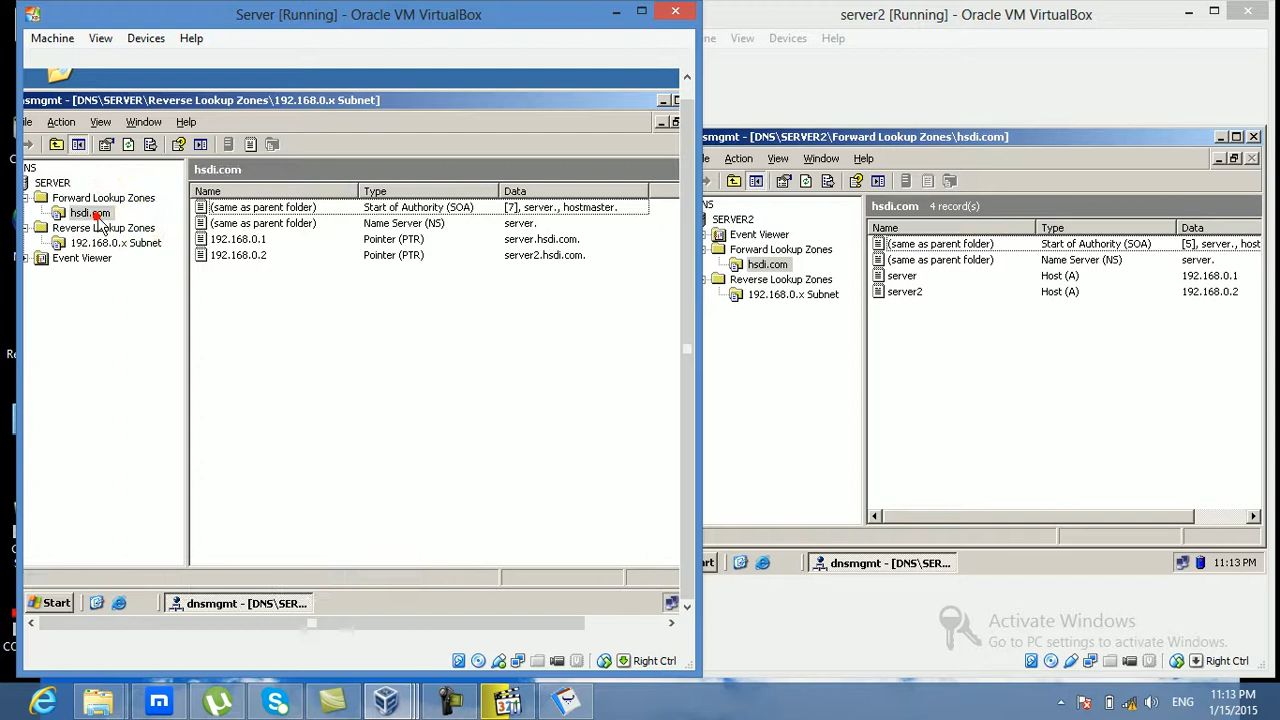 Server [Running] - Oracle VM VirtualBox
Machine View Devices Help
smgmt - [DNS\SERVER\Reverse Lookup Zones\192.168.0.x Subnet]
Action View Window Help
NS
SERVER
Forward Lookup Zones
hsdi.com
Reverse Lookup Zones
192.168.0.x Subnet
Event Viewer
hsdi.com
Name Type Data
(same as parent folder) Start of Authority (SOA) [7], server., hostmaster.
(same as parent folder) Name Server (NS) server.
192.168.0.1 Pointer (PTR) server.hsdi.com.
192.168.0.2 Pointer (PTR) server2.hsdi.com.
Start dnsmgmt - [DNS\SER...
Right Ctrl
server2 [Running] - Oracle VM VirtualBox
ne View Devices Help
smgmt - [DNS\SERVER2\Forward Lookup Zones\hsdi.com]
Action View Window Help
NS
SERVER2
Event Viewer
Forward Lookup Zones
hsdi.com
Reverse Lookup Zones
192.168.0.x Subnet
hsdi.com 4 record(s)
Name Type Data
(same as parent folder) Start of Authority (SOA) [5], server., host
(same as parent folder) Name Server (NS) server.
server Host (A) 192.168.0.1
server2 Host (A) 192.168.0.2
art dnsmgmt - [DNS\SER... 11:13 PM
Activate Windows
Go to PC settings to activate Windows.
Right Ctrl
321
ENG 11:13 PM
1/15/2015